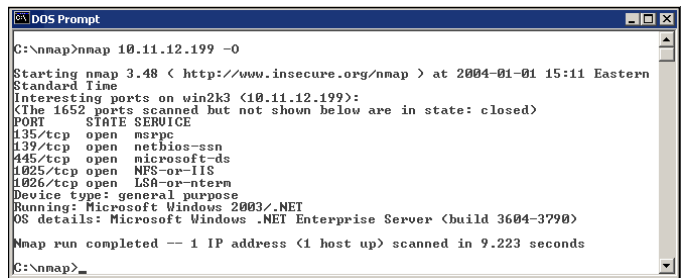 DOS Prompt
C:\nmap>nmap 10.11.12.199 -O
Starting nmap 3.48 ( http://www.insecure.org/nmap ) at 2004-01-01 15:11 Eastern
Standard Time
Interesting ports on win2k3 (10.11.12.199):
(The 1652 ports scanned but not shown below are in state: closed)
PORT     STATE SERVICE
135/tcp  open  msrpc
139/tcp  open  netbios-ssn
445/tcp  open  microsoft-ds
1025/tcp open  NFS-or-IIS
1026/tcp open  LSA-or-nterm
Device type: general purpose
Running: Microsoft Windows 2003/.NET
OS details: Microsoft Windows .NET Enterprise Server (build 3604-3790)
Nmap run completed -- 1 IP address (1 host up) scanned in 9.223 seconds
C:\nmap>_